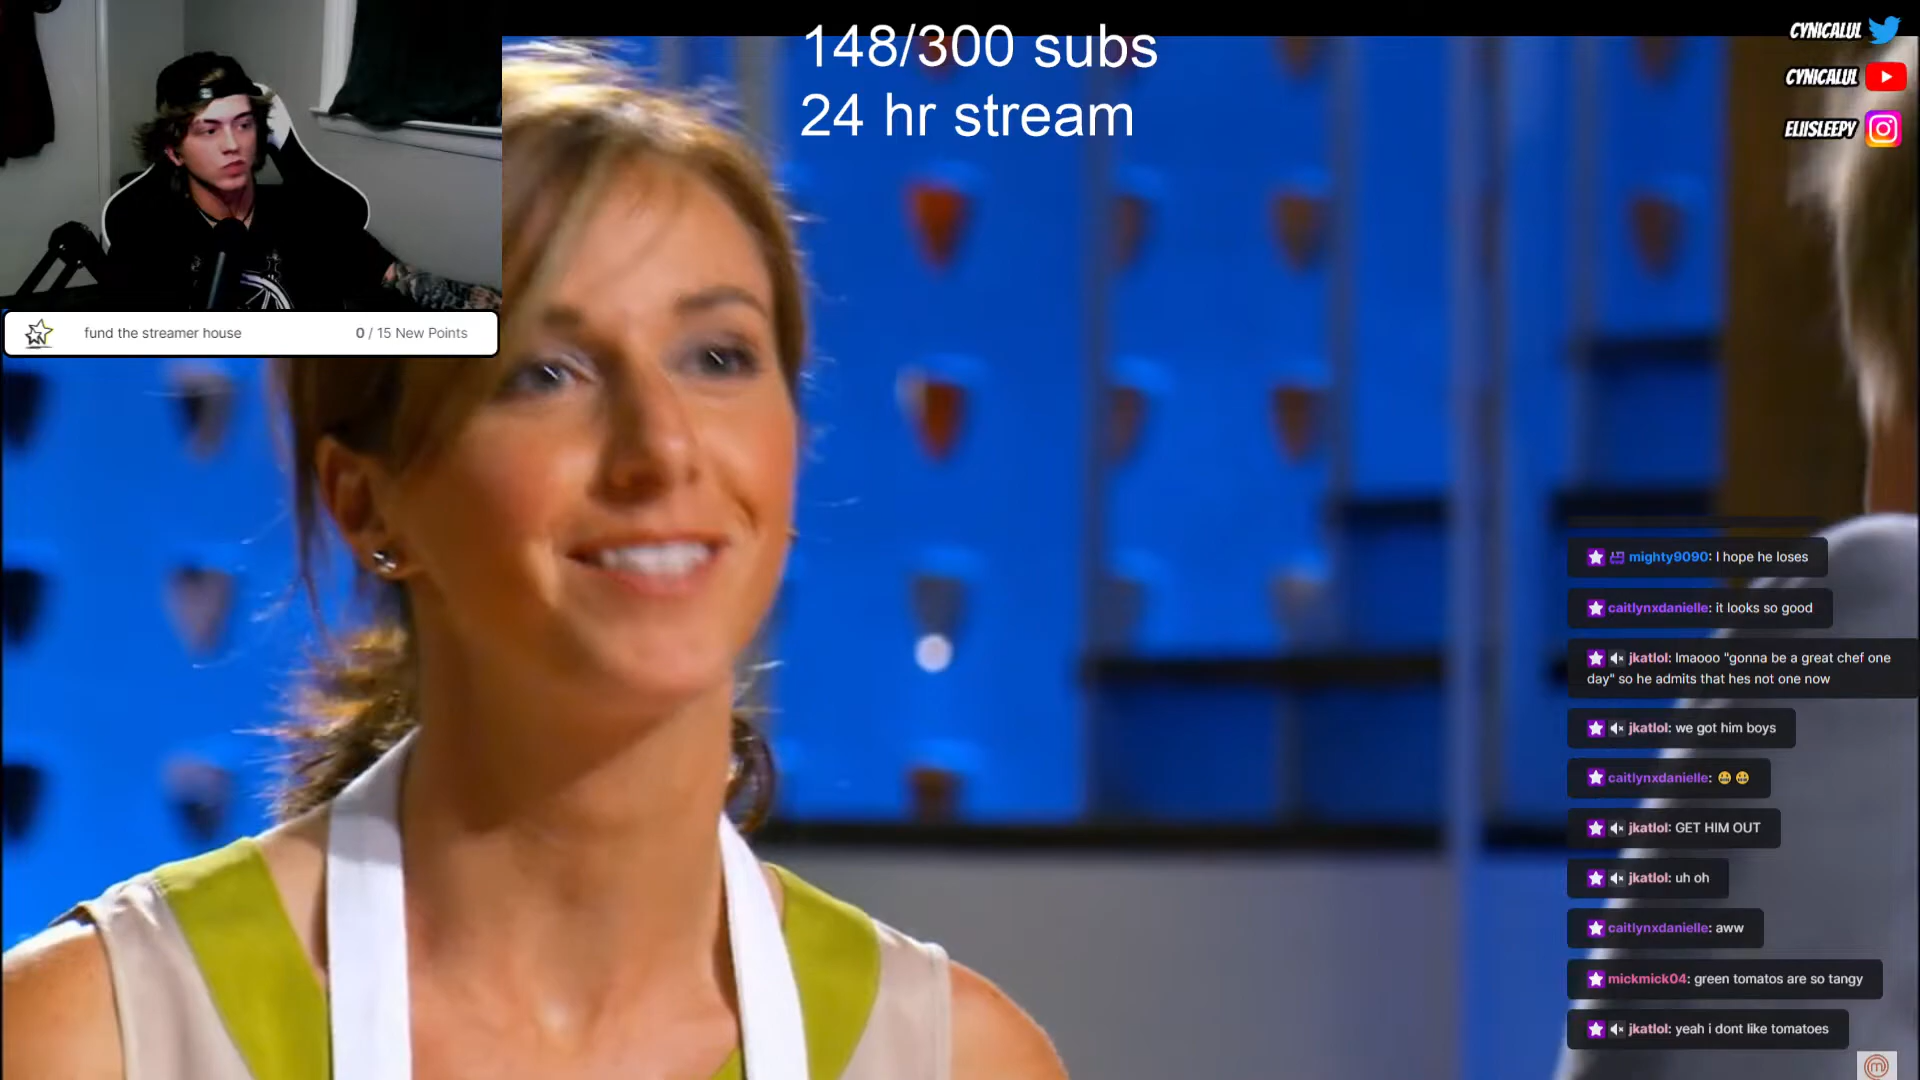 148/300 subs
24 hr stream
CYNICALUL
CYNICALUL
ELIISLEEPY
fund the streamer house 0 / 15 New Points
mighty9090: I hope he loses
caitlynxdanielle: it looks so good
jkatlol: lmaooo "gonna be a great chef one
day" so he admits that hes not one now
jkatlol: we got him boys
caitlynxdanielle: 😬 😬
jkatlol: GET HIM OUT
jkatlol: uh oh
caitlynxdanielle: aww
mickmick04: green tomatos are so tangy
jkatlol: yeah i dont like tomatoes